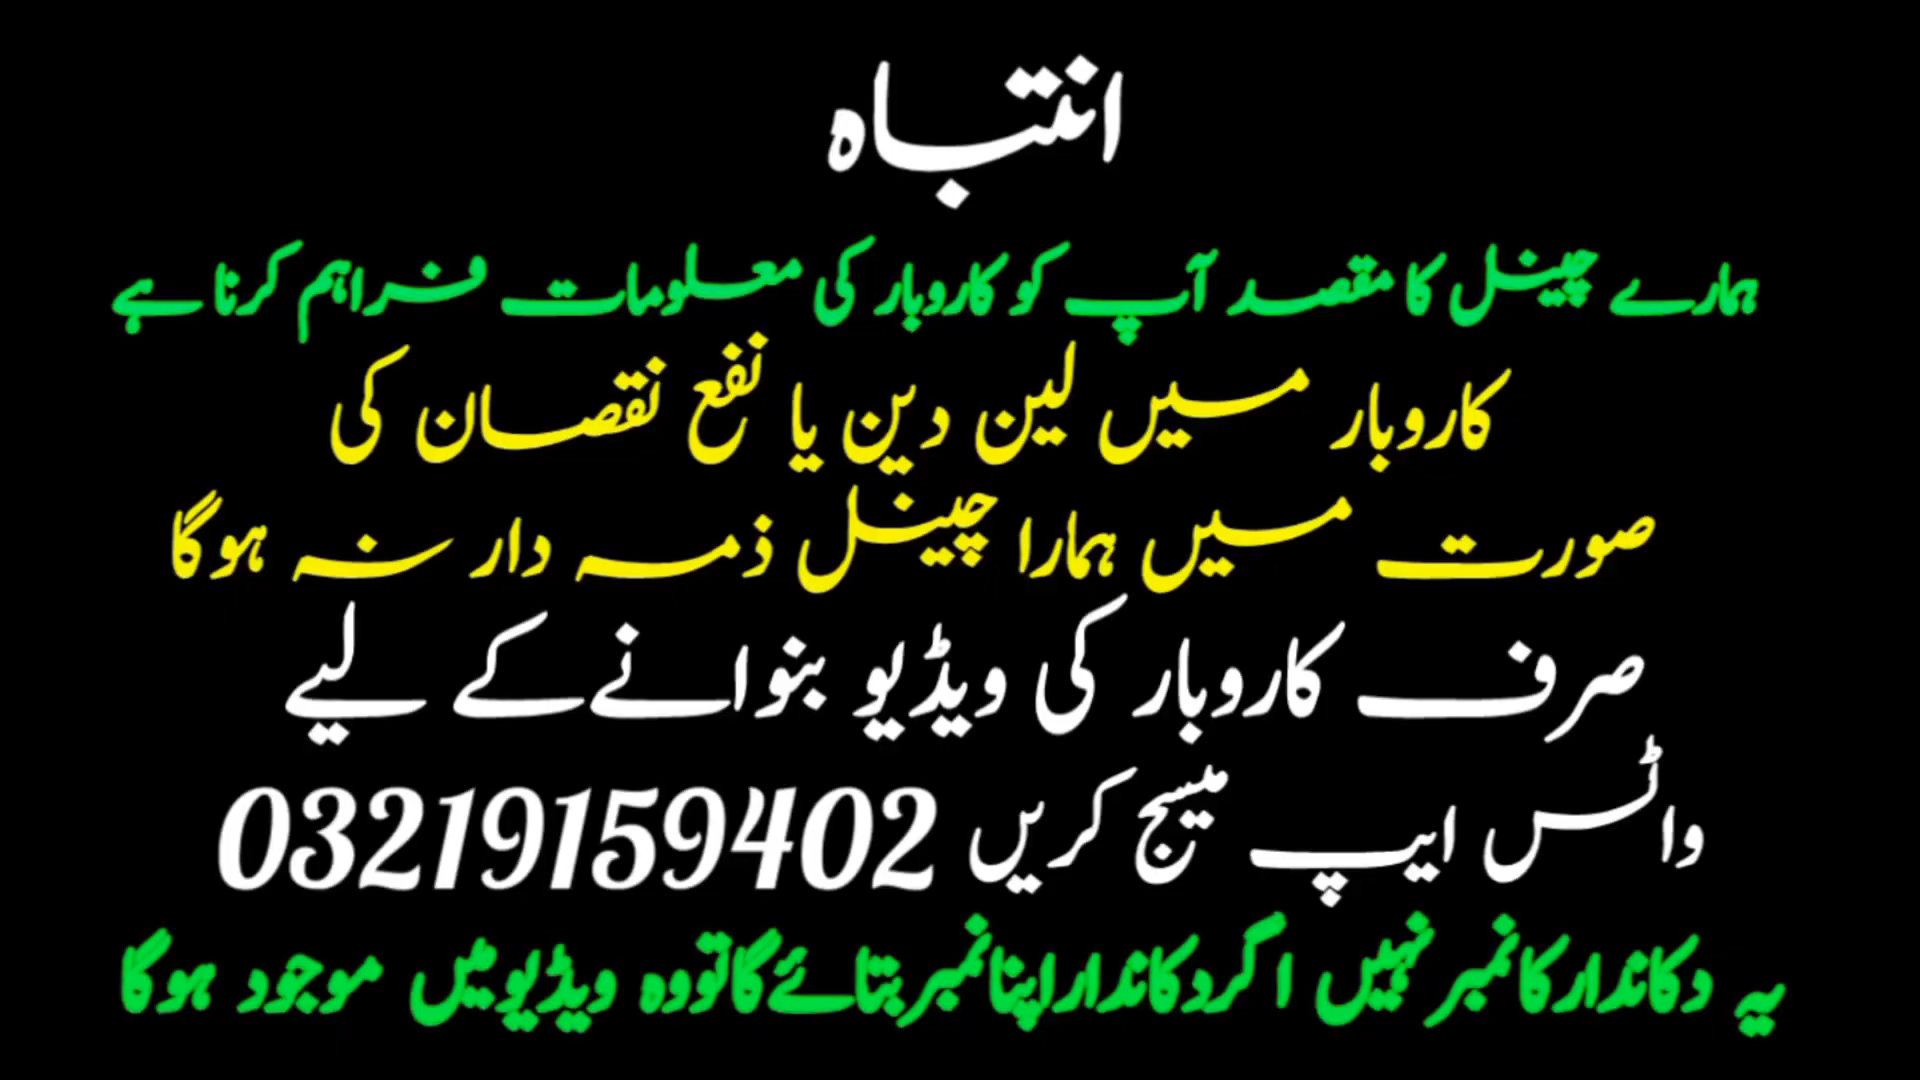 انتباہ
ہمارے چینل کا مقصد آپ کو کاروبار کی معلومات فراہم کرنا ہے
کاروبار میں لین دین یا نفع نقصان کی
صورت میں ہمارا چینل ذمہ دار نہ ہوگا
صرف کاروبار کی ویڈیو بنوانے کے لیے
واٹس ایپ میسج کریں 03219159402
یہ دکاندار کا نمبر نہیں اگر دکاندار اپنا نمبر بتائے گا تو وہ ویڈیو میں موجود ہوگا